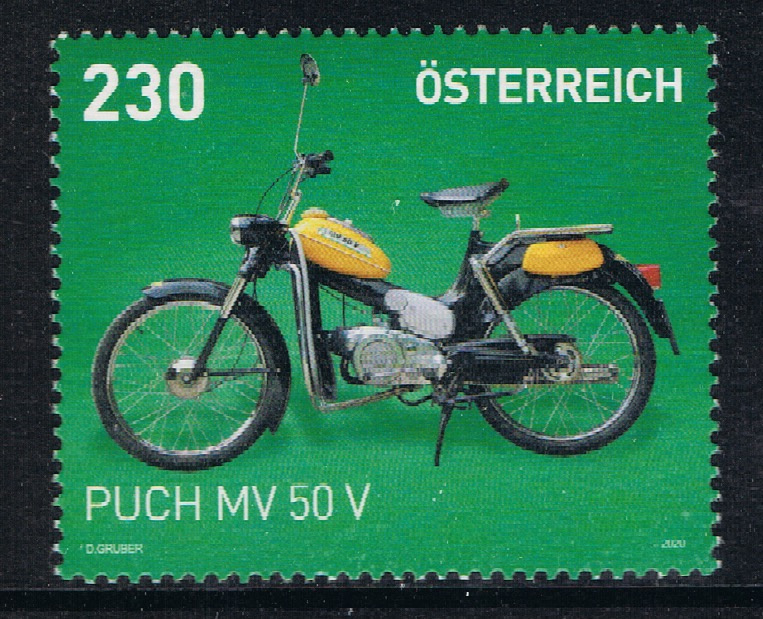 230
ÖSTERREICH
PUCH MV 50 V
D.GRUBER
2020